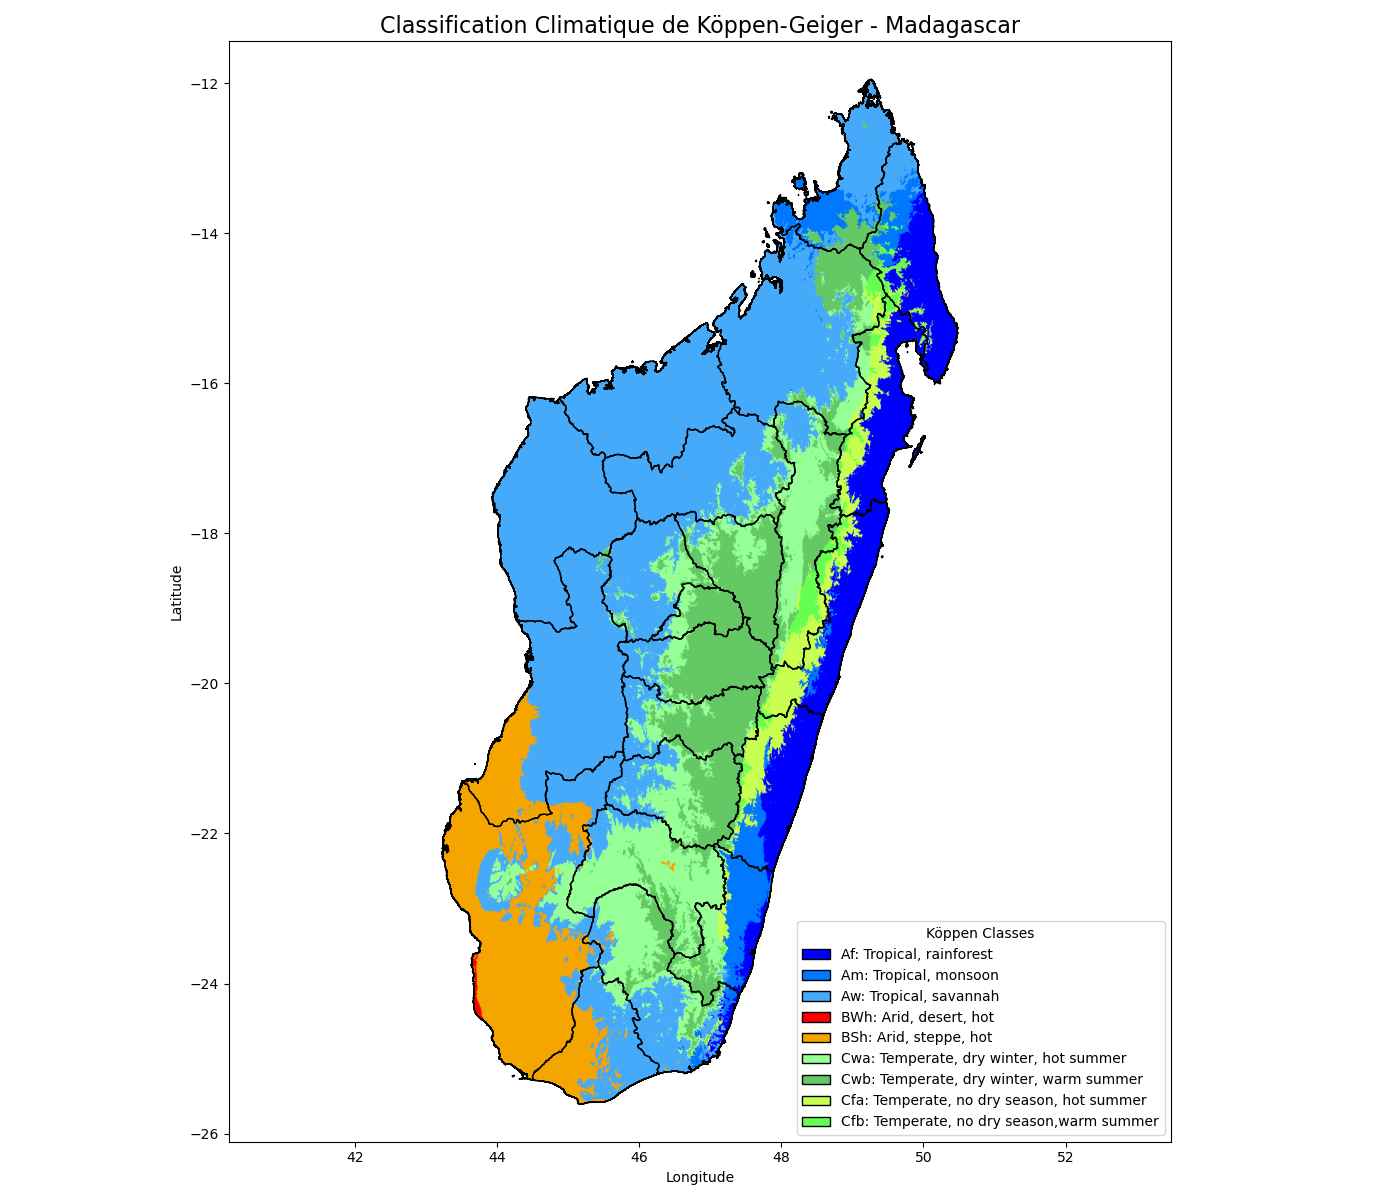 Classification Climatique de Köppen-Geiger - Madagascar
−12
−14
−16
−18
−20
−22
−24
−26
Latitude
42
44
46
48
50
52
Longitude
Köppen Classes
Af: Tropical, rainforest
Am: Tropical, monsoon
Aw: Tropical, savannah
BWh: Arid, desert, hot
BSh: Arid, steppe, hot
Cwa: Temperate, dry winter, hot summer
Cwb: Temperate, dry winter, warm summer
Cfa: Temperate, no dry season, hot summer
Cfb: Temperate, no dry season,warm summer